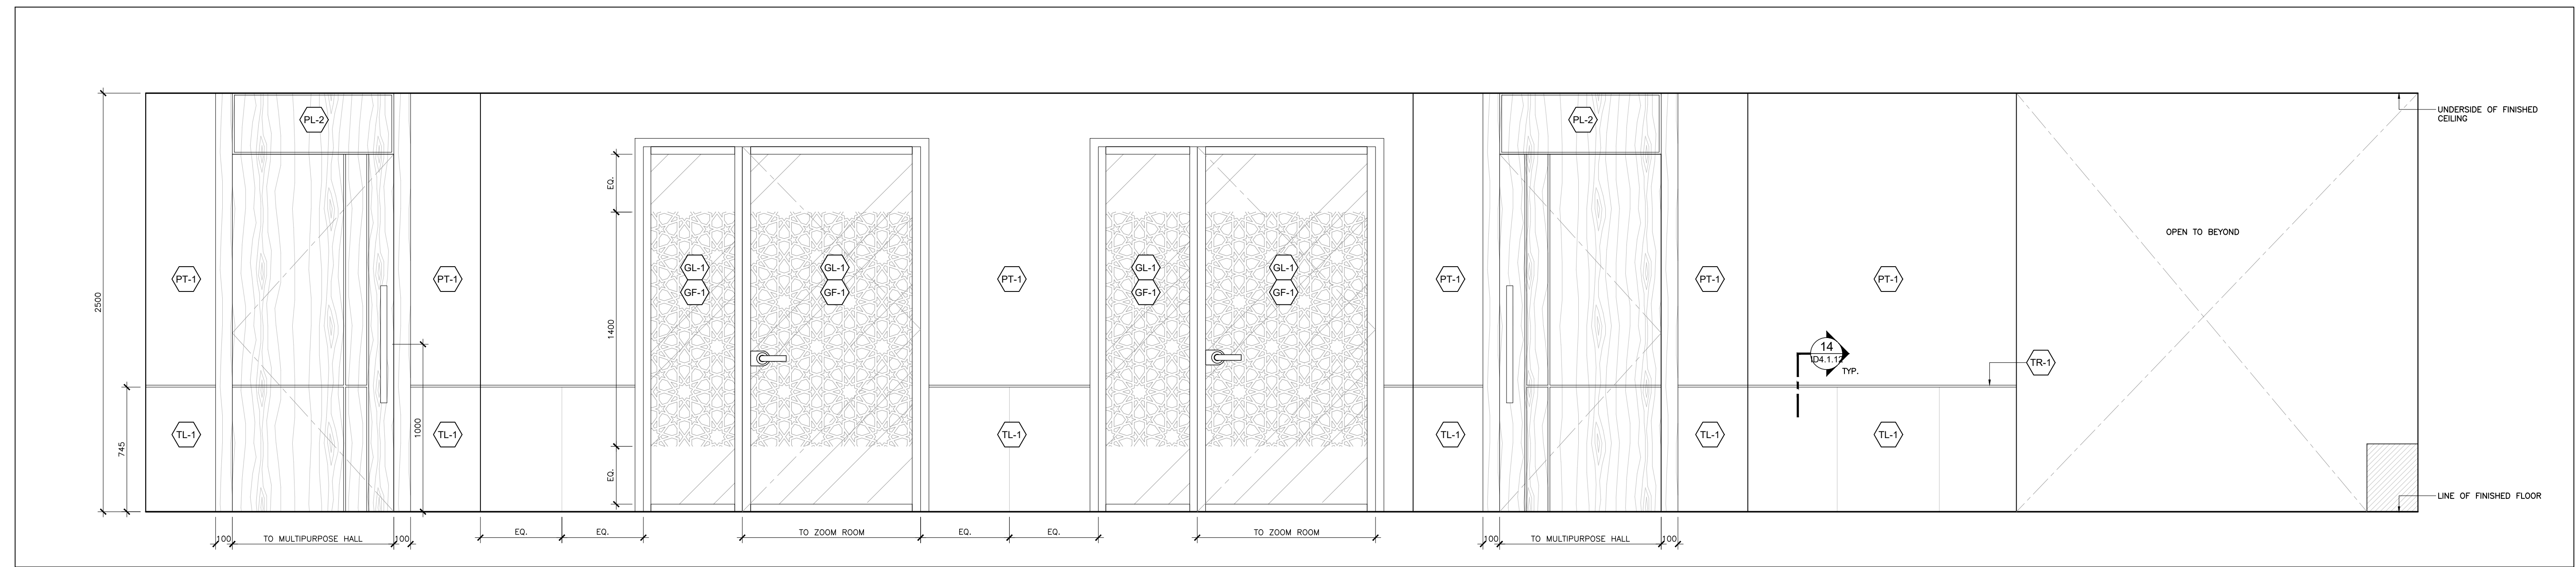 PL-2
PL-2
UNDERSIDE OF FINISHED
CEILING
EQ.
OPEN TO BEYOND
2500
PT-1
PT-1
GL-1
GF-1
GL-1
GF-1
PT-1
GL-1
GF-1
GL-1
GF-1
PT-1
PT-1
PT-1
1400
14
ID4.1.12
TYP.
TR-1
745
TL-1
1000
TL-1
EQ.
TL-1
TL-1
TL-1
TL-1
LINE OF FINISHED FLOOR
100
TO MULTIPURPOSE HALL
100
EQ.
EQ.
TO ZOOM ROOM
EQ.
EQ.
TO ZOOM ROOM
100
TO MULTIPURPOSE HALL
100